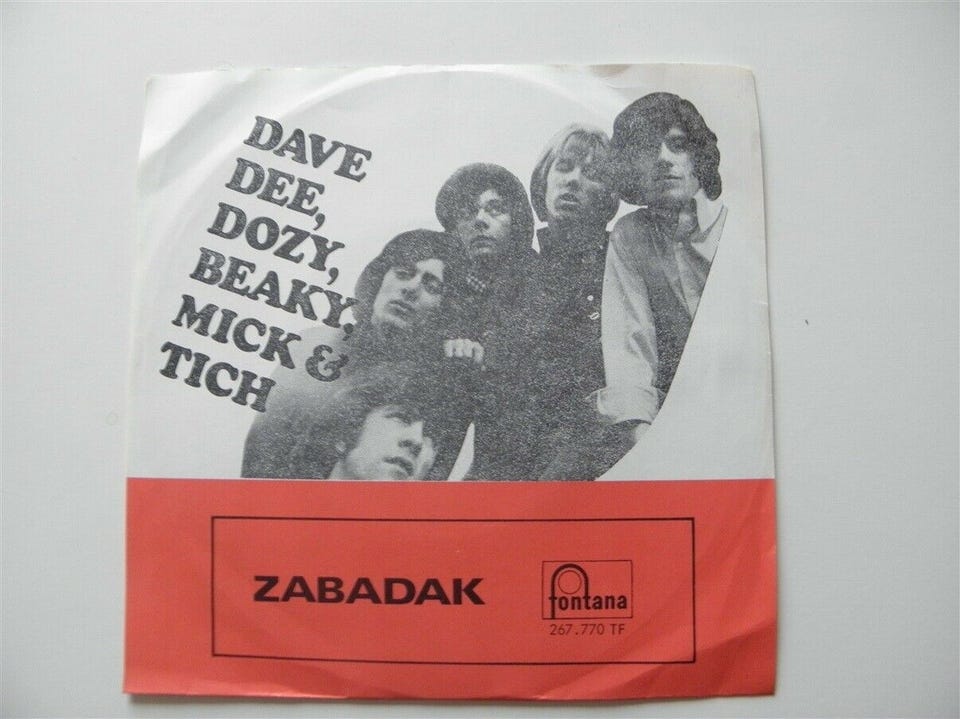 DAVE
DEE,
DOZY,
BEAKY,
MICK &
TICH
ZABADAK
fontana
267.770 TF